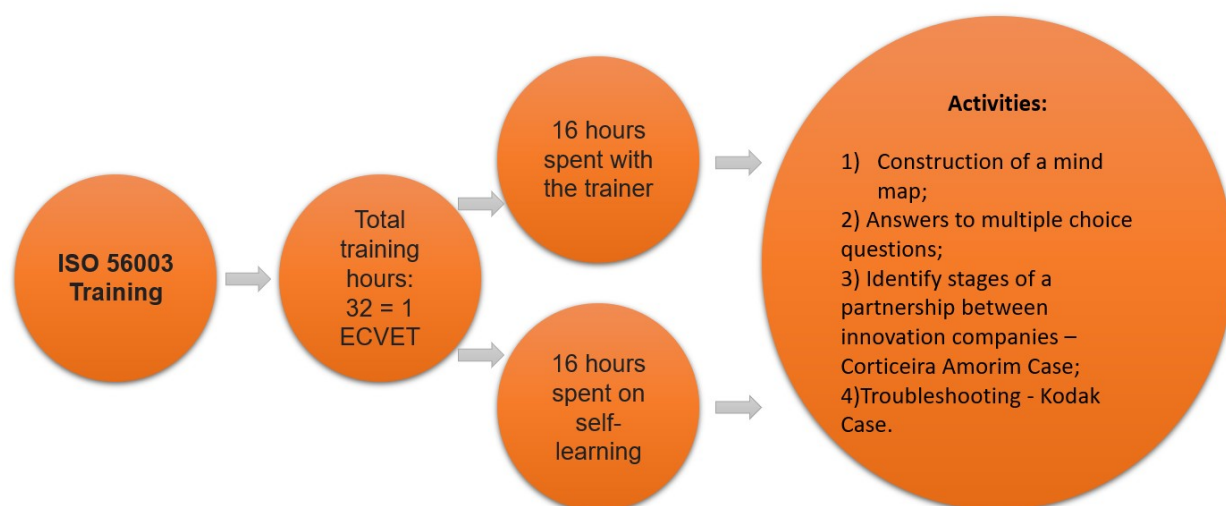 ISO 56003
Training
Total
training
hours:
32 = 1
ECVET
16 hours
spent with
the trainer
16 hours
spent on
self-
learning
Activities:
1) Construction of a mind
map;
2) Answers to multiple choice
questions;
3) Identify stages of a
partnership between
innovation companies –
Corticeira Amorim Case;
4)Troubleshooting - Kodak
Case.